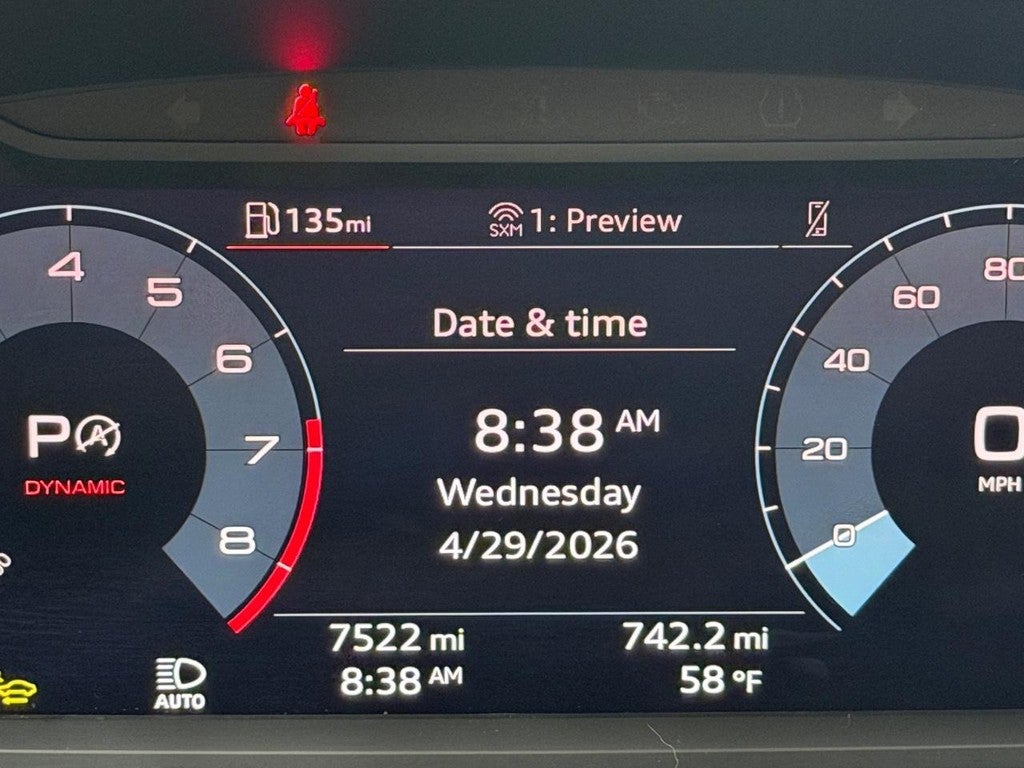 135mi
SXM 1: Preview
4
5
6
7
8
P A
DYNAMIC
Date & time
8:38 AM
Wednesday
4/29/2026
80
60
40
20
0
0
MPH
7522 mi
742.2 mi
8:38 AM
58 °F
AUTO